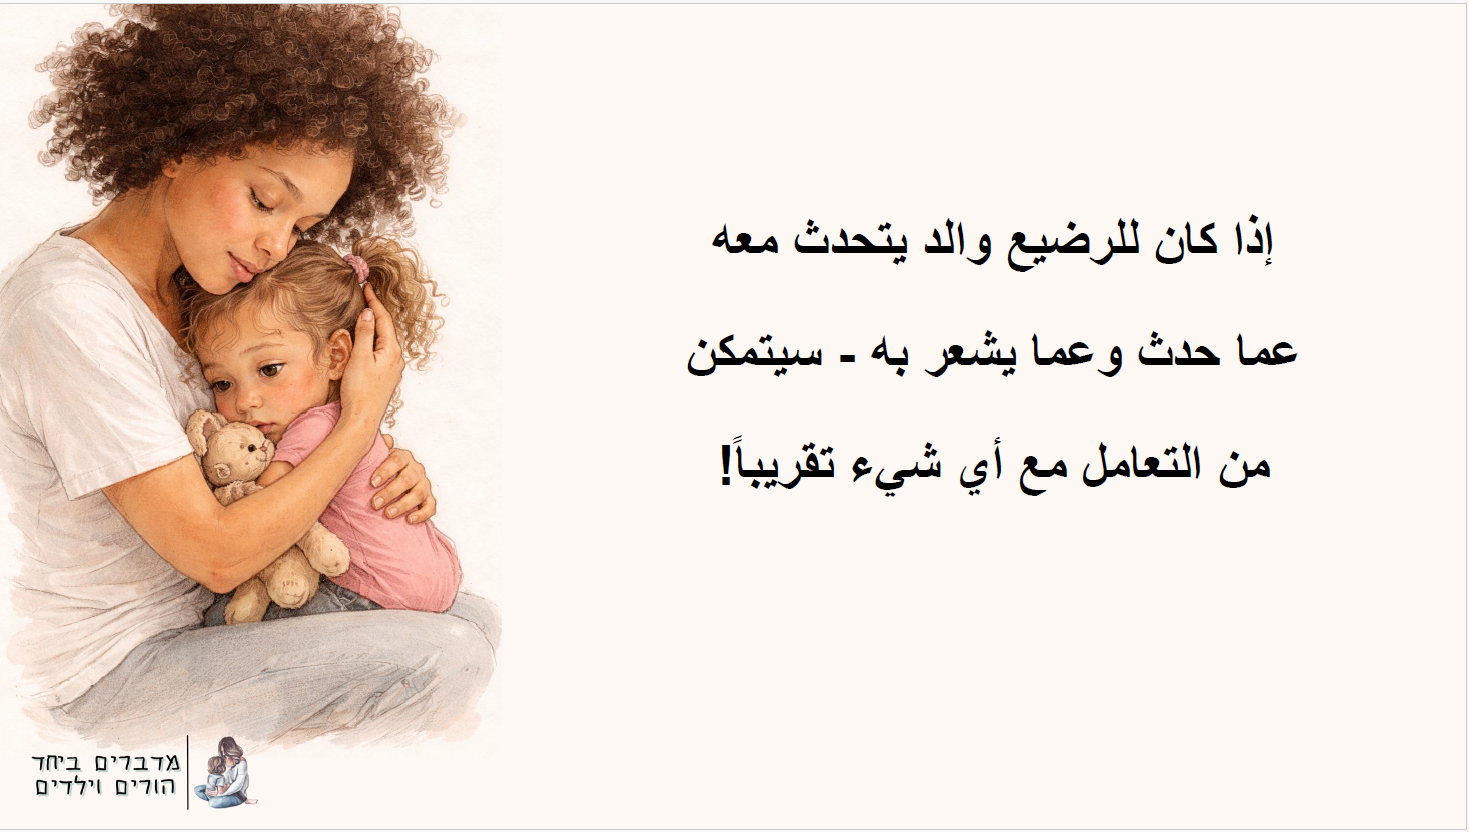 إذا كان للرضيع والد يتحدث معه
عما حدث وعما يشعر به - سيتمكن
من التعامل مع أي شيء تقريباً!
מדברים ביחד
הורים וילדים